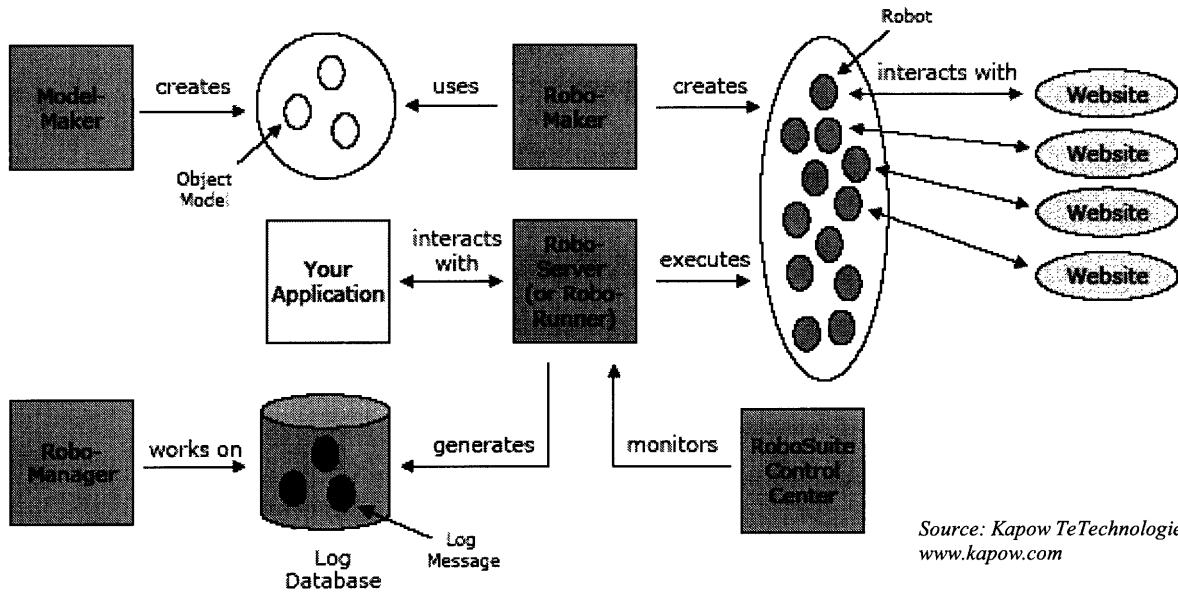 Robot
Model-
Maker
creates
uses
Robo-
Maker
creates
interacts with
Website
Website
Website
Website
Object
Model
Your
Application
interacts
with
Robo-
Server
(or Robo-
Runner)
executes
Robo-
Manager
works on
generates
monitors
RoboSuite
Control
Center
Log
Database
Log
Message
Source: Kapow TeTechnologie
www.kapow.com